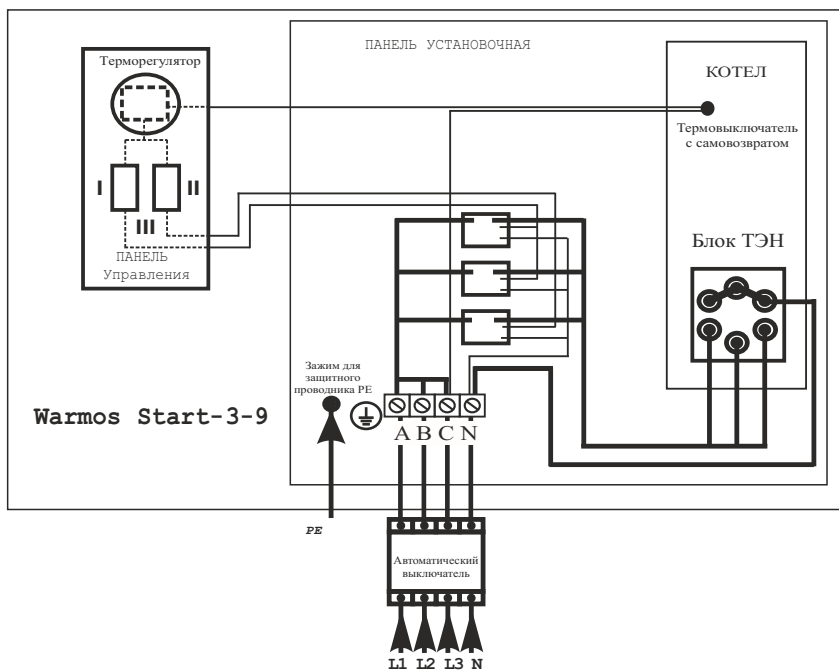 ПАНЕЛЬ УСТАНОВОЧНАЯ
Терморегулятор
КОТЕЛ
Термовыключатель
с самовозвратом
I
II
III
ПАНЕЛЬ
Управления
Блок ТЭН
Зажим для
защитного
проводника PE
Warmos Start-3-9
A B C N
PE
Автоматический
выключатель
L1 L2 L3 N